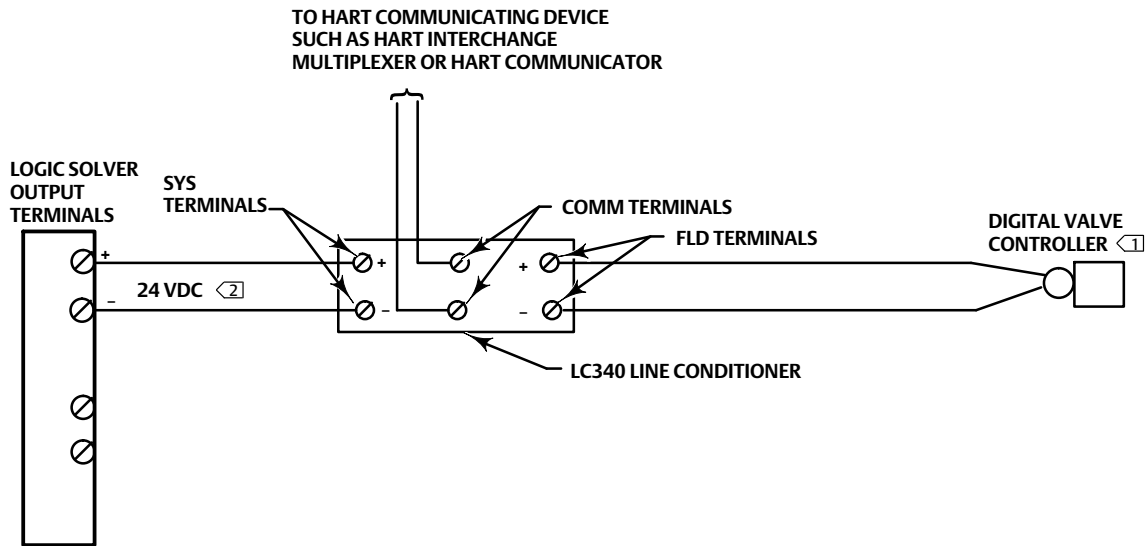 TO HART COMMUNICATING DEVICE
SUCH AS HART INTERCHANGE
MULTIPLEXER OR HART COMMUNICATOR
LOGIC SOLVER
OUTPUT
TERMINALS
SYS
TERMINALS
COMM TERMINALS
FLD TERMINALS
DIGITAL VALVE
CONTROLLER 1
+
+
+
24 VDC 2
−
−
−
LC340 LINE CONDITIONER